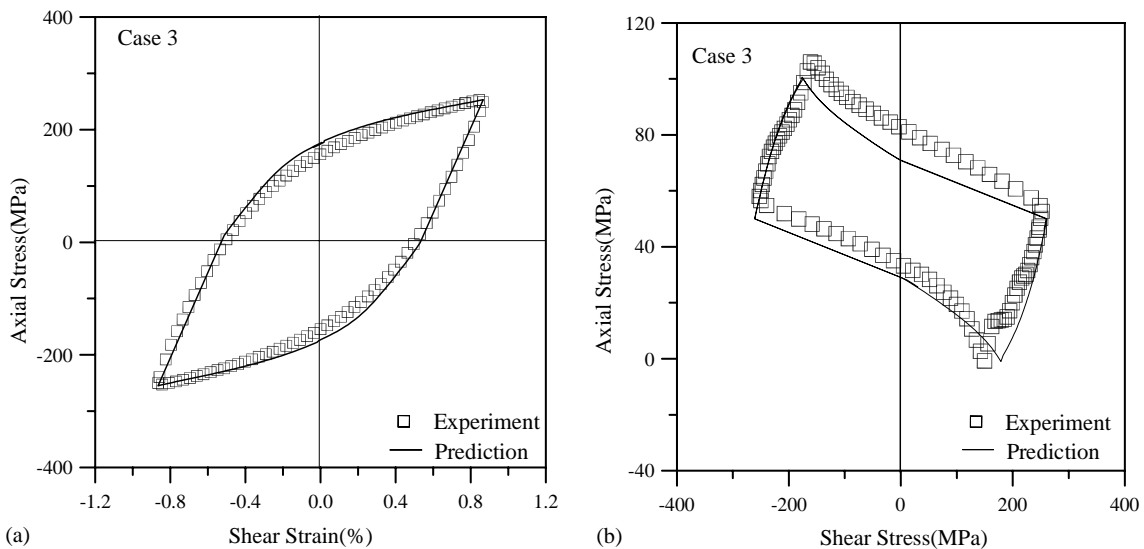 400
200
0
-200
-400
Axial Stress(MPa)
Case 3
Experiment
Prediction
-1.2
-0.8
-0.4
0.0
0.4
0.8
1.2
Shear Strain(%)
(a)
120
80
40
0
-40
Axial Stress(MPa)
Case 3
Experiment
Prediction
-400
-200
0
200
400
Shear Stress(MPa)
(b)